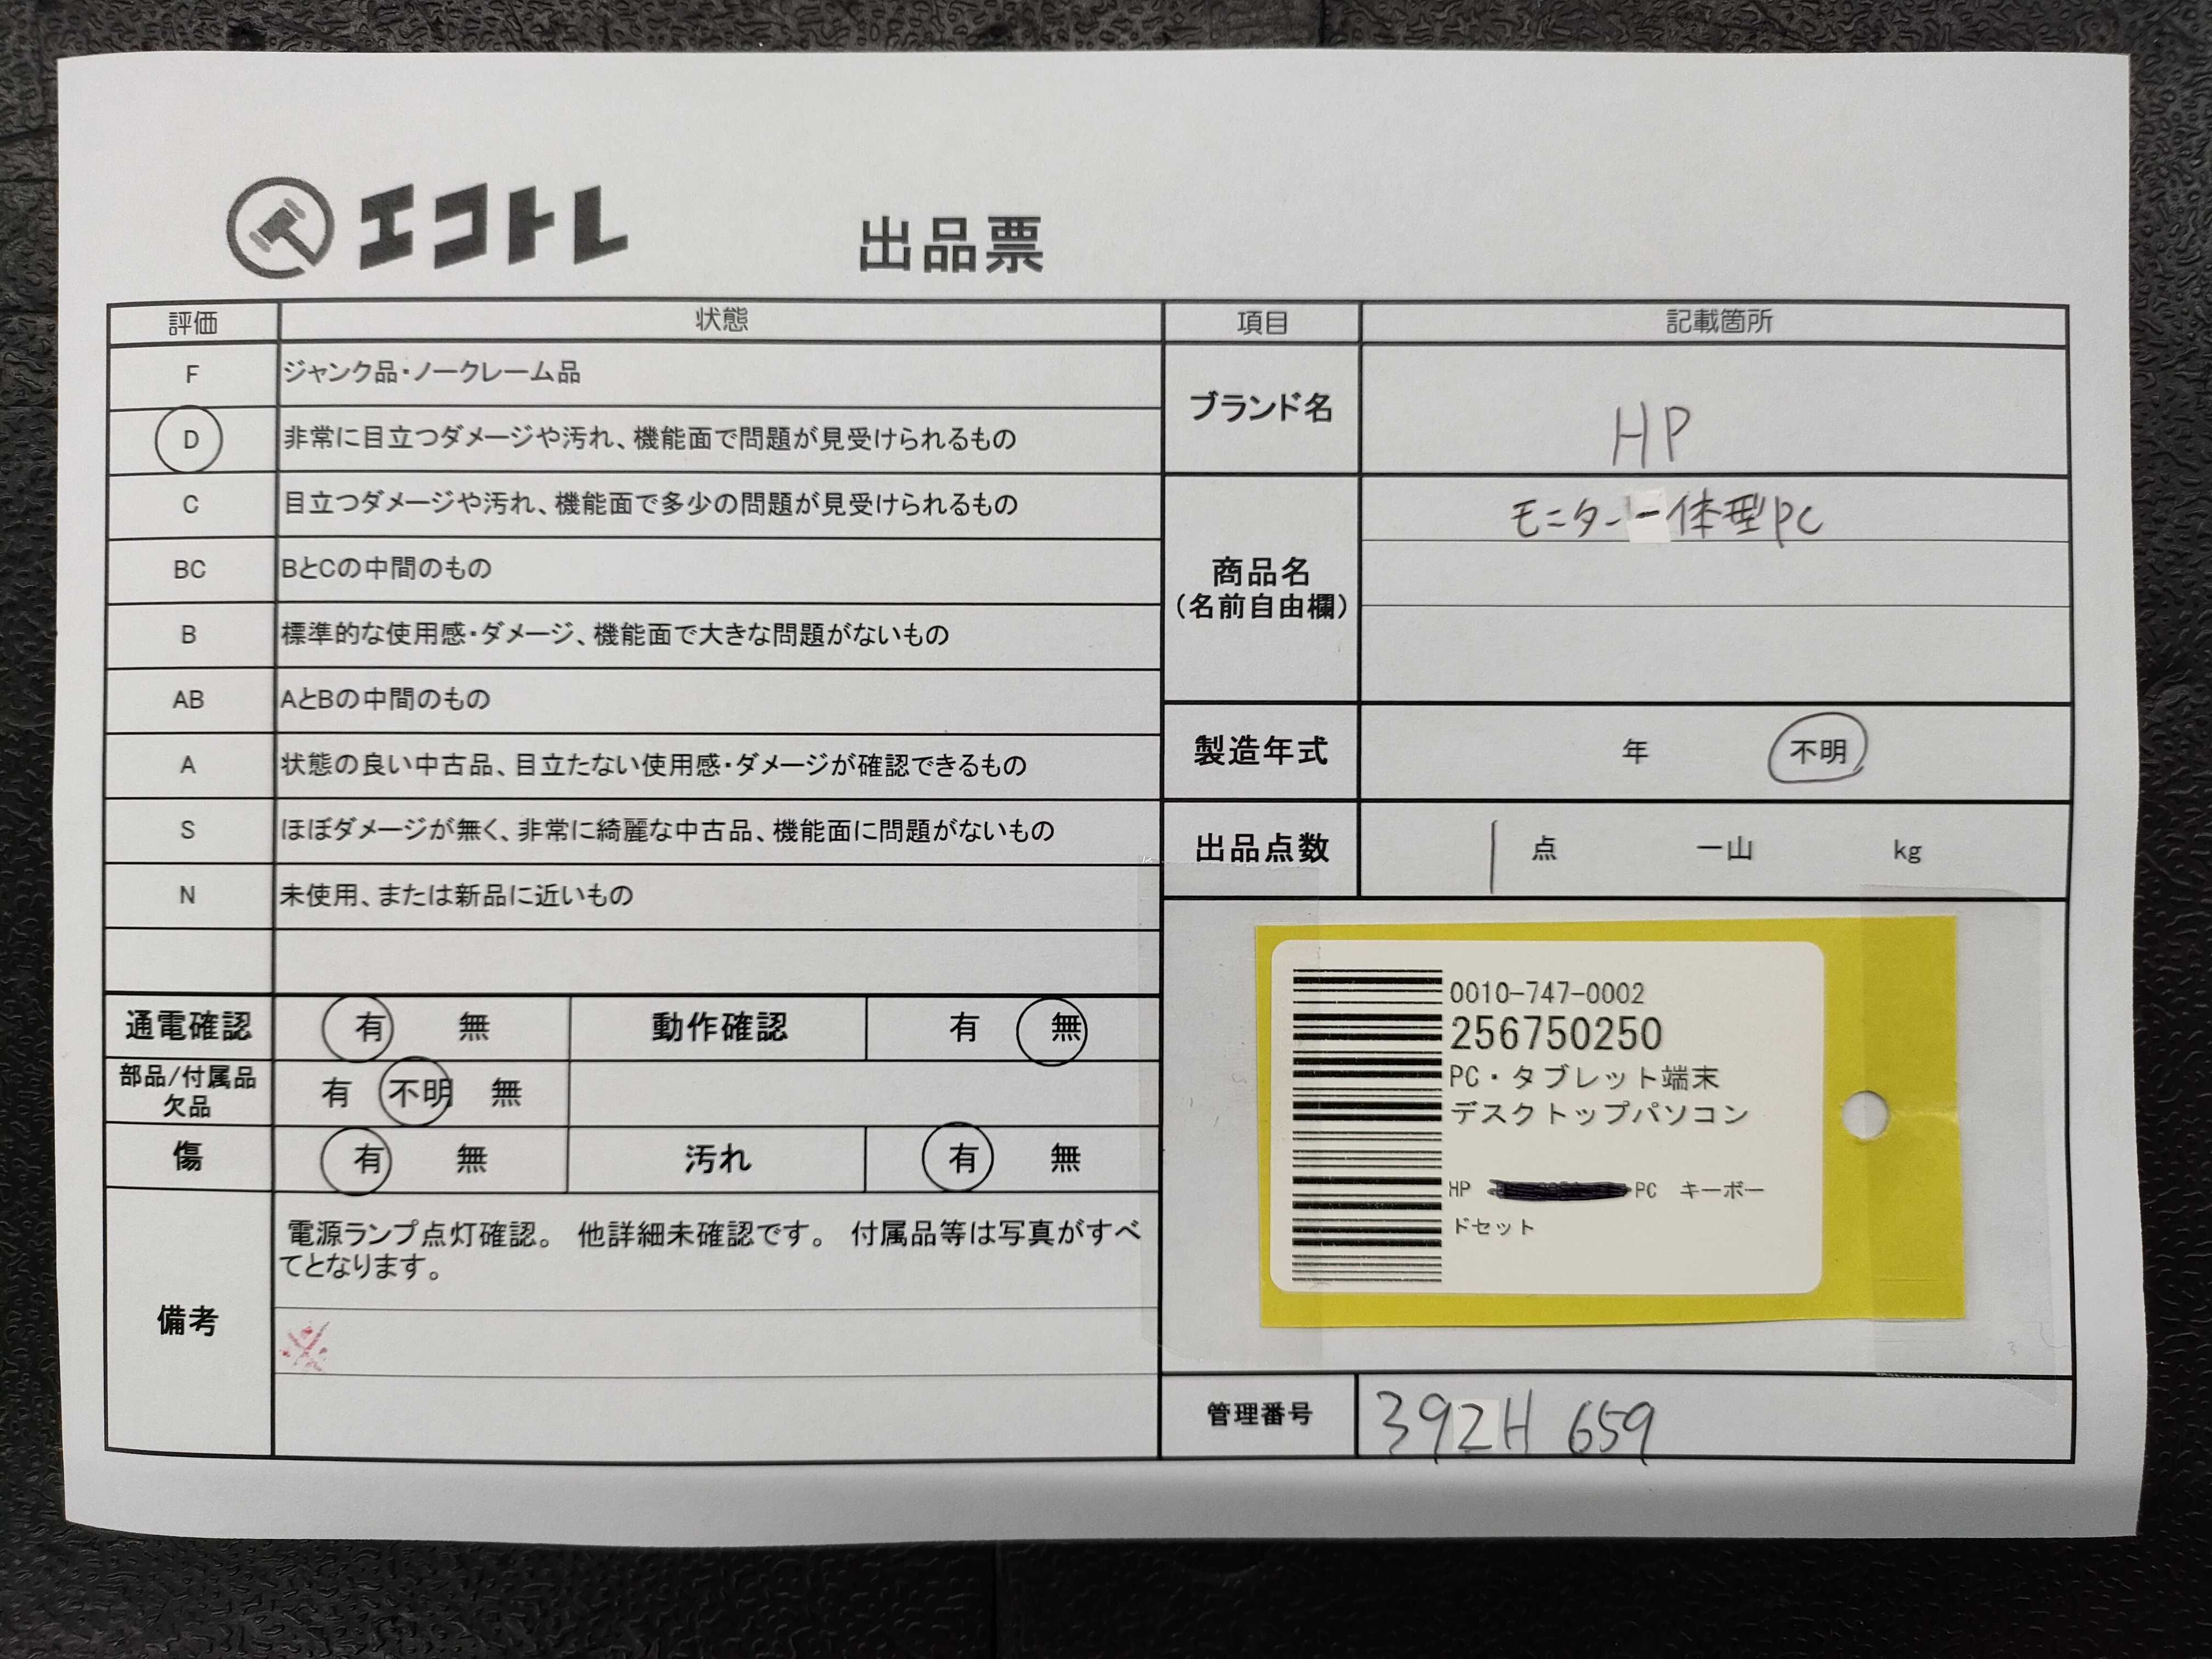 エコトレ
出品票
評価 状態
F ジャンク品・ノークレーム品
D 非常に目立つダメージや汚れ、機能面で問題が見受けられるもの
C 目立つダメージや汚れ、機能面で多少の問題が見受けられるもの
BC BとCの中間のもの
B 標準的な使用感・ダメージ、機能面で大きな問題がないもの
AB AとBの中間のもの
A 状態の良い中古品、目立たない使用感・ダメージが確認できるもの
S ほぼダメージが無く、非常に綺麗な中古品、機能面に問題がないもの
N 未使用、または新品に近いもの
通電確認 有 無 動作確認 有 無
部品/付属品
欠品 有 不明 無
傷 有 無 汚れ 有 無
備考
電源ランプ点灯確認。 他詳細未確認です。 付属品等は写真がすべ
てとなります。
※
項目 記載箇所
ブランド名 HP
商品名
(名前自由欄)
モニター一体型PC
製造年式 年 不明
出品点数 1 点 一山 kg
0010-747-0002
256750250
PC・タブレット端末
デスクトップパソコン
HP PC キーボー
ドセット
管理番号 392H 659